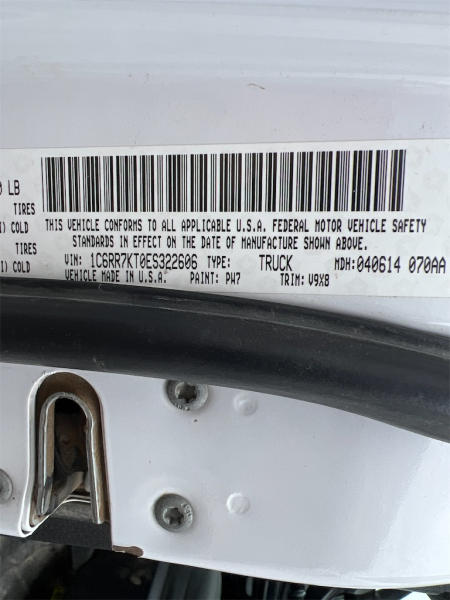 0 LB
TIRES
I) COLD
TIRES
I) COLD
THIS VEHICLE CONFORMS TO ALL APPLICABLE U.S.A. FEDERAL MOTOR VEHICLE SAFETY
STANDARDS IN EFFECT ON THE DATE OF MANUFACTURE SHOWN ABOVE.
VIN: 1C6RR7KT0ES322606 TYPE: TRUCK MDH: 040614 070AA
VEHICLE MADE IN U.S.A. PAINT: PW7 TRIM: V9X8